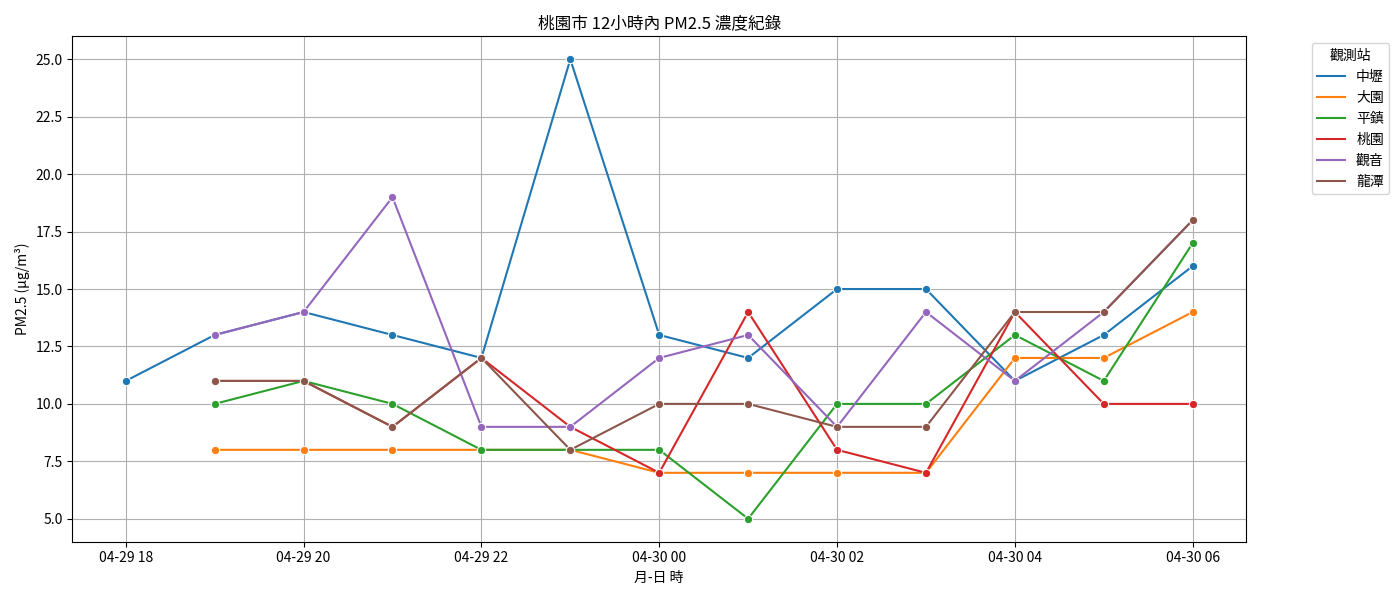 桃園市 12小時內 PM2.5 濃度紀錄
觀測站
中壢
大園
平鎮
桃園
觀音
龍潭
PM2.5 (μg/m³)
25.0
22.5
20.0
17.5
15.0
12.5
10.0
7.5
5.0
04-29 18
04-29 20
04-29 22
04-30 00
04-30 02
04-30 04
04-30 06
月-日 時